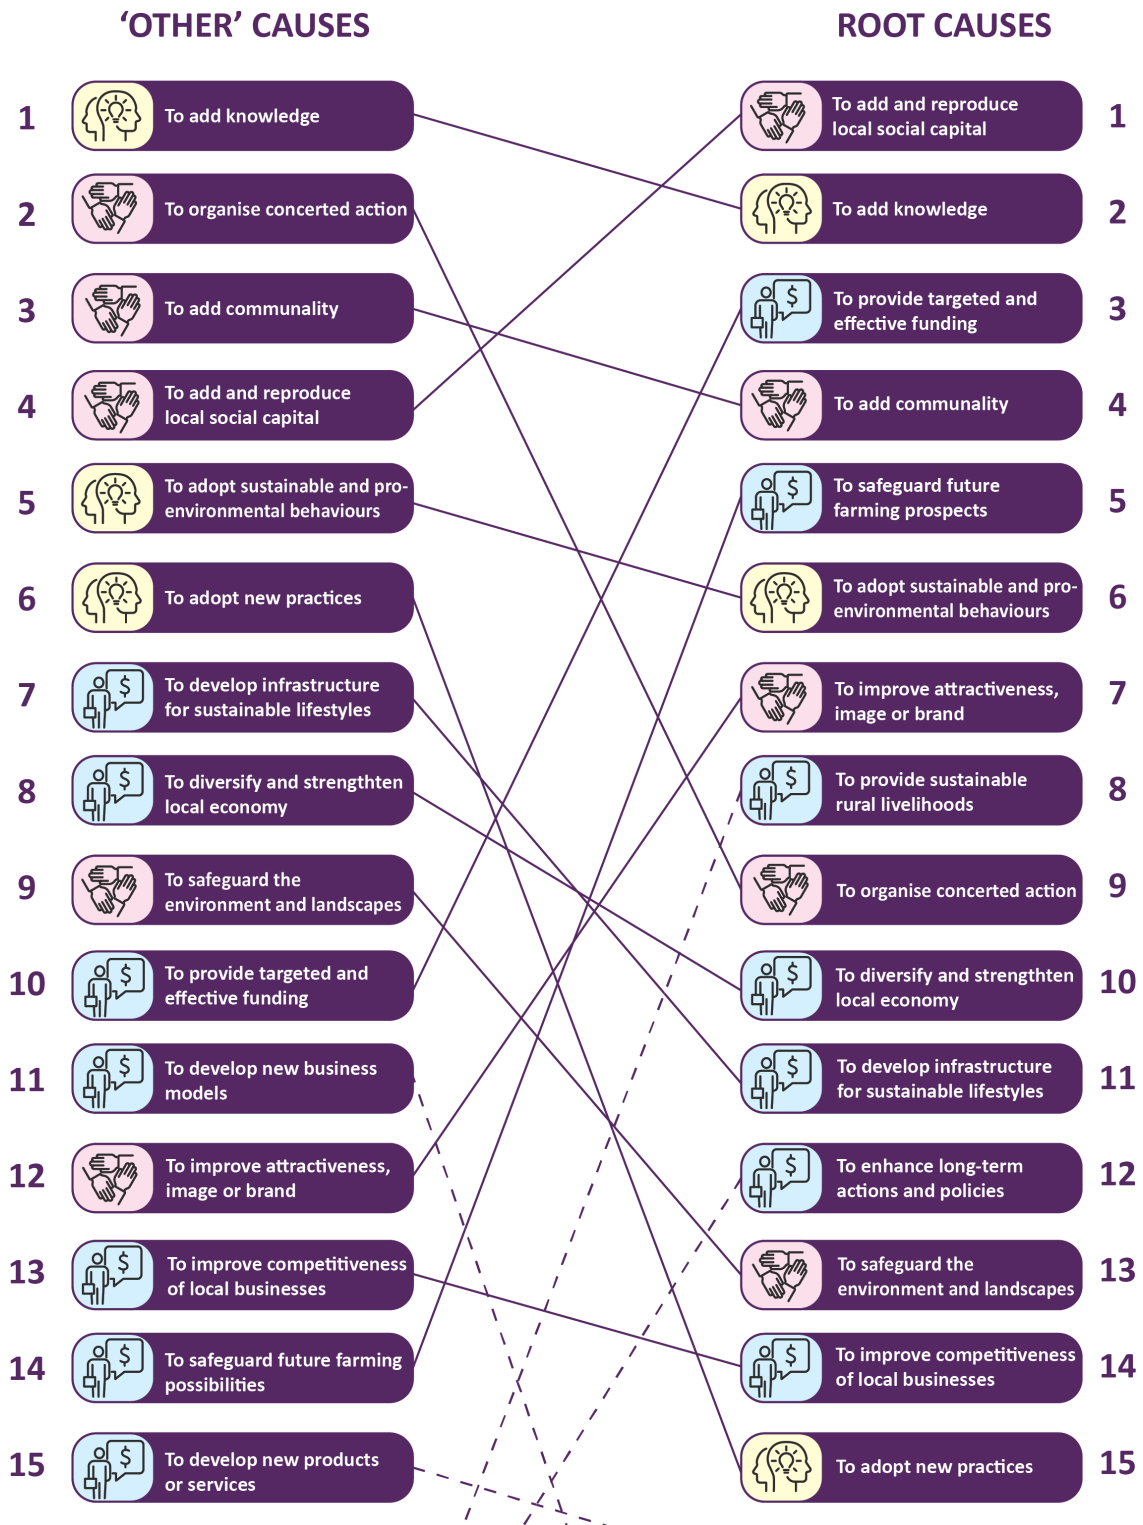 ‘OTHER’ CAUSES
1
To add knowledge
2
To organise concerted action
3
To add communality
4
To add and reproduce
local social capital
5
To adopt sustainable and pro-
environmental behaviours
6
To adopt new practices
7
To develop infrastructure
for sustainable lifestyles
8
To diversify and strengthten
local economy
9
To safeguard the
environment and landscapes
10
To provide targeted and
effective funding
11
To develop new business
models
12
To improve attractiveness,
image or brand
13
To improve competitiveness
of local businesses
14
To safeguard future farming
possibilities
15
To develop new products
or services
ROOT CAUSES
To add and reproduce
local social capital
1
To add knowledge
2
To provide targeted and
effective funding
3
To add communality
4
To safeguard future
farming prospects
5
To adopt sustainable and pro-
environmental behaviours
6
To improve attractiveness,
image or brand
7
To provide sustainable
rural livelihoods
8
To organise concerted action
9
To diversify and strengthten
local economy
10
To develop infrastructure
for sustainable lifestyles
11
To enhance long-term
actions and policies
12
To safeguard the
environment and landscapes
13
To improve competitiveness
of local businesses
14
To adopt new practices
15
$
$
$
$
$
$
$
$
$
$
$
$
$
$